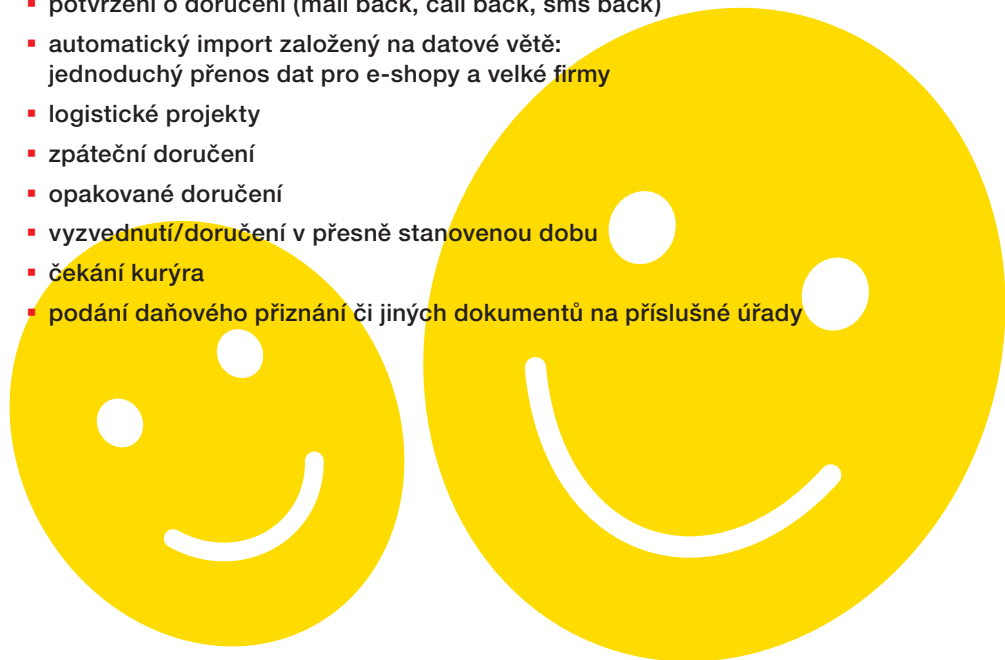 potvrzení o doručení (mail back, call back, sms back)
automatický import založený na datové větě:
jednoduchý přenos dat pro e-shopy a velké firmy
logistické projekty
zpáteční doručení
opakované doručení
vyzvednutí/doručení v přesně stanovenou dobu
čekání kurýra
podání daňového přiznání či jiných dokumentů na příslušné úřady